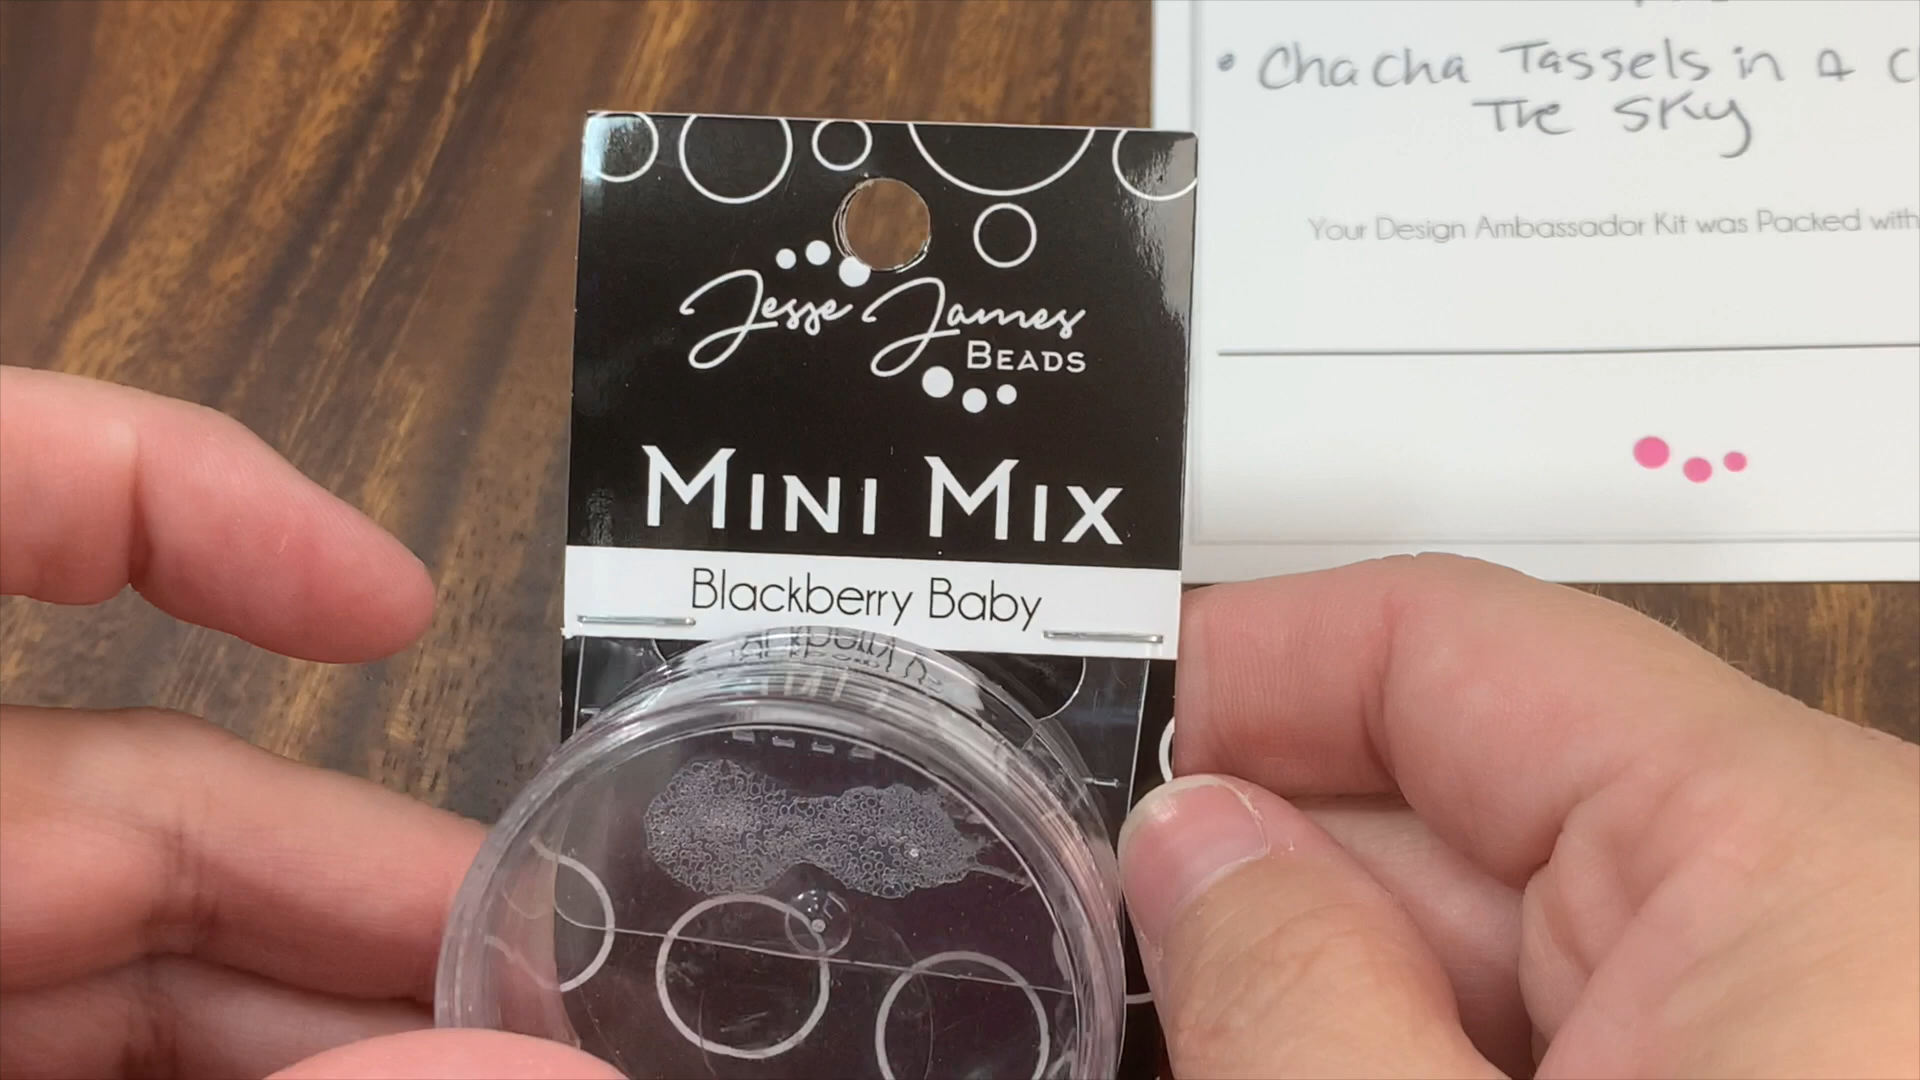 • Chacha Tassels in a
The Sky
Your Design Ambassador Kit was Packed with
Jesse James
BEADS
MINI MIX
Blackberry Baby